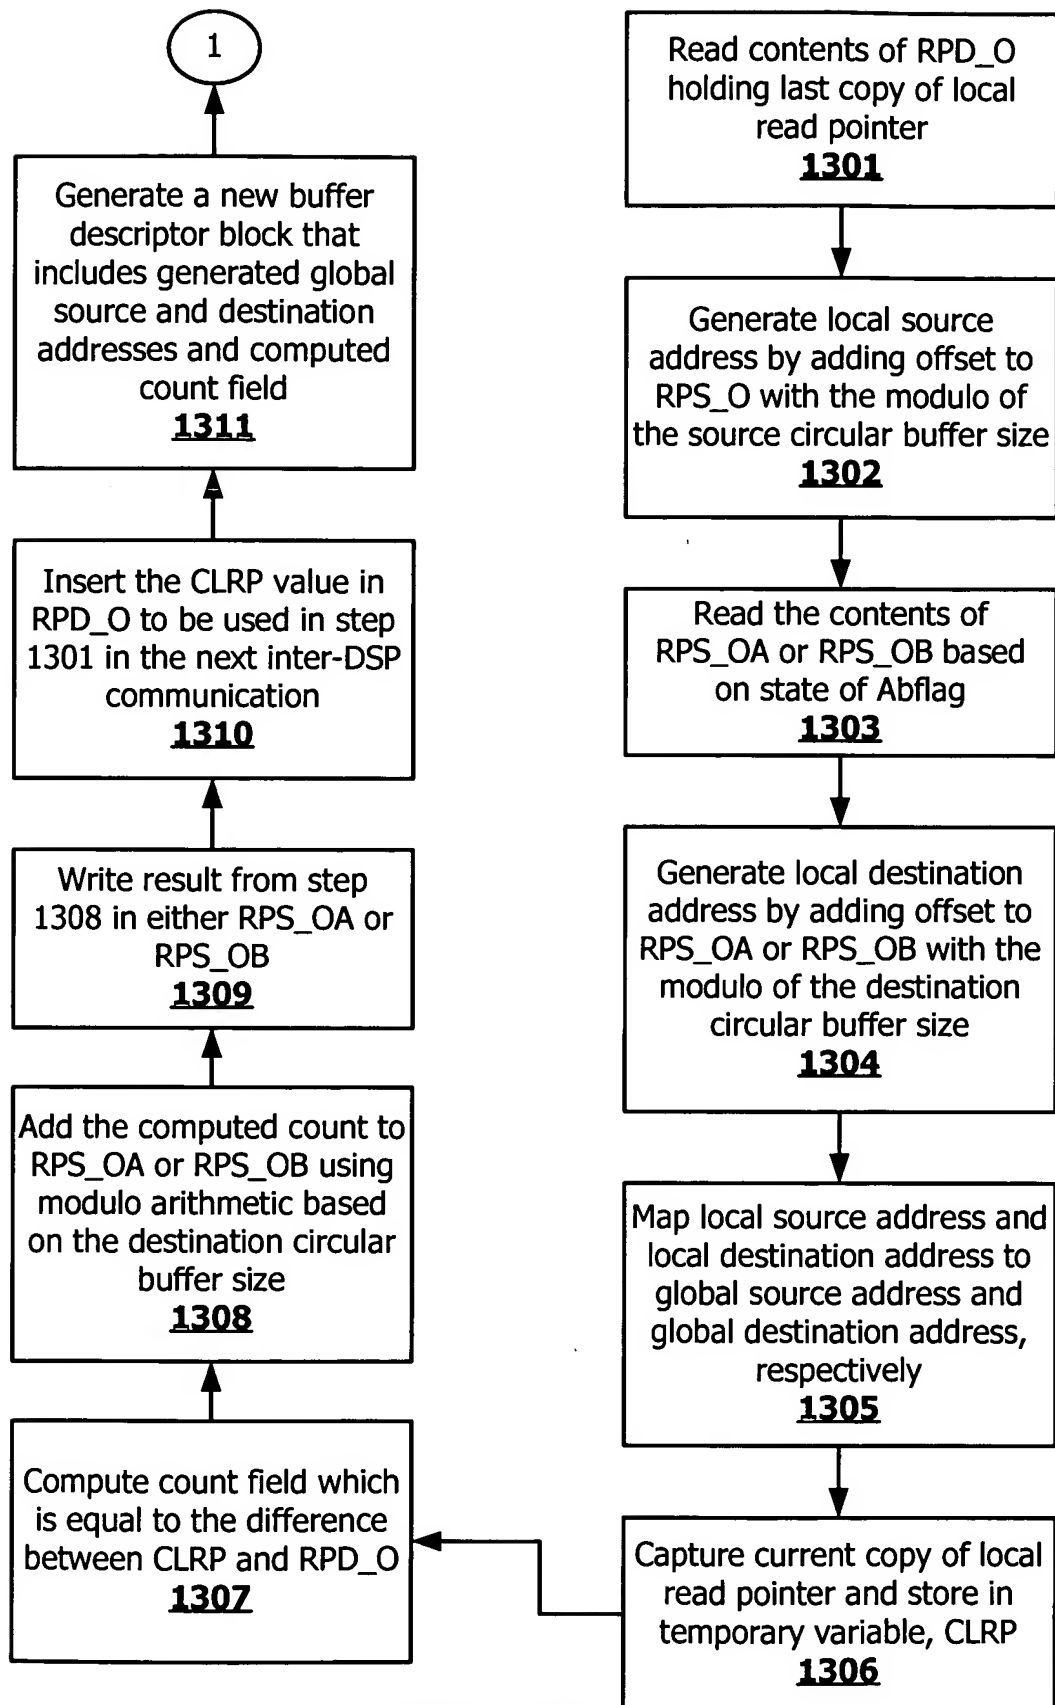 Read contents of RPD_O
holding last copy of local
read pointer
1301
Generate local source
address by adding offset to
RPS_O with the modulo of
the source circular buffer size
1302
Read the contents of
RPS_OA or RPS_OB based
on state of Abflag
1303
Generate local destination
address by adding offset to
RPS_OA or RPS_OB with the
modulo of the destination
circular buffer size
1304
Map local source address and
local destination address to
global source address and
global destination address,
respectively
1305
Capture current copy of local
read pointer and store in
temporary variable, CLRP
1306
Compute count field which
is equal to the difference
between CLRP and RPD_O
1307
Add the computed count to
RPS_OA or RPS_OB using
modulo arithmetic based
on the destination circular
buffer size
1308
Write result from step
1308 in either RPS_OA or
RPS_OB
1309
Insert the CLRP value in
RPD_O to be used in step
1301 in the next inter-DSP
communication
1310
Generate a new buffer
descriptor block that
includes generated global
source and destination
addresses and computed
count field
1311
1